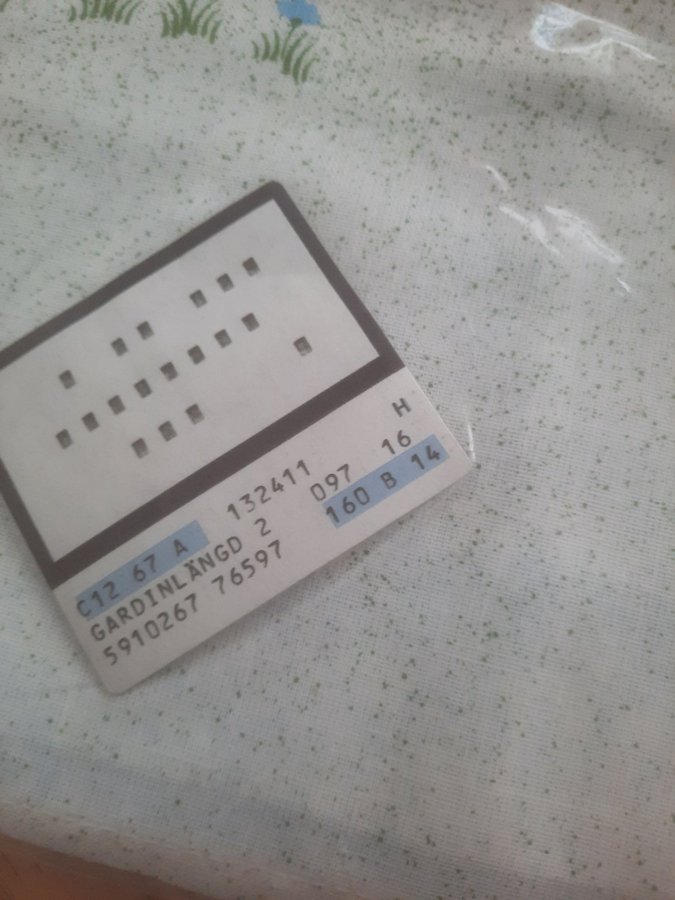 H
C12 67 A 132411 097 16
GARDINLÄNGD 2 160 B 14
5910267 76597